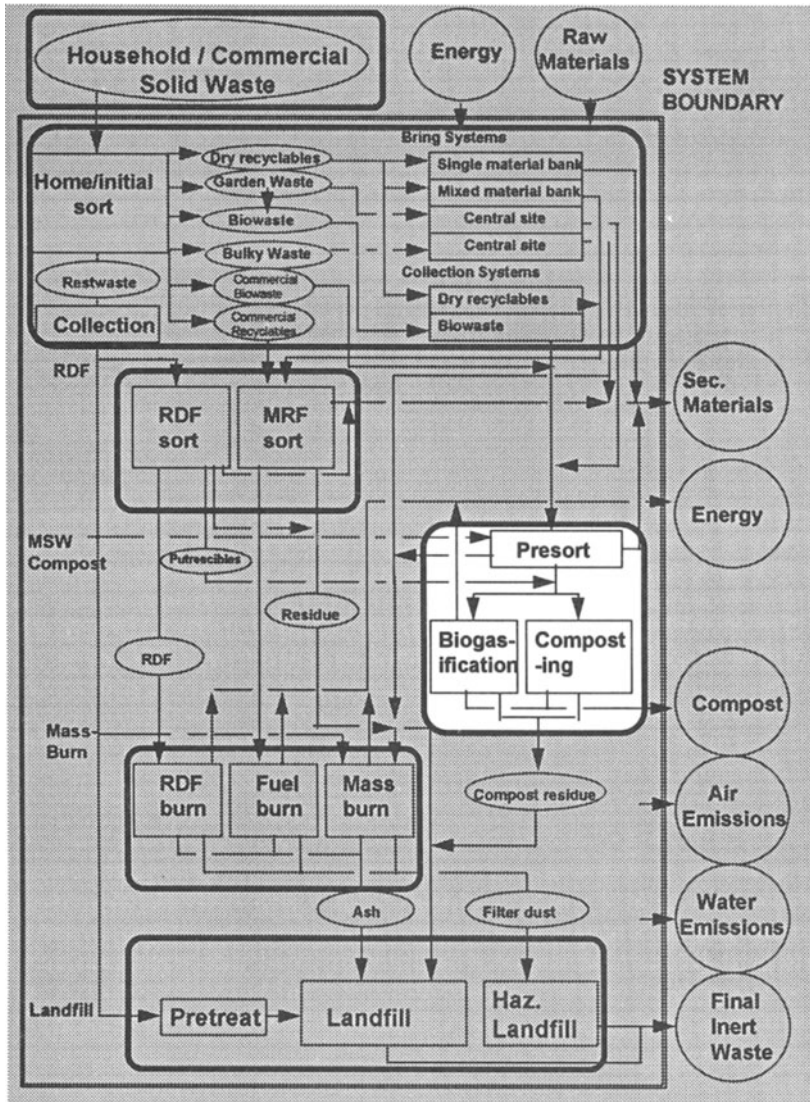 Household / Commercial
Solid Waste
Energy
Raw
Materials
SYSTEM
BOUNDARY
Home/initial
sort
Restwaste
Collection
Dry recyclables
Garden Waste
Biowaste
Bulky Waste
Commercial
Biowaste
Commercial
Recyclables
Bring Systems
Single material bank
Mixed material bank
Central site
Central site
Collection Systems
Dry recyclables
Biowaste
RDF
RDF
sort
MRF
sort
Sec.
Materials
Energy
MSW
Compost
Putrescibles
Residue
RDF
Presort
Biogas-
ification
Compost
-ing
Compost
Mass-
Burn
RDF
burn
Fuel
burn
Mass
burn
Compost residue
Air
Emissions
Ash
Filter dust
Water
Emissions
Landfill
Pretreat
Landfill
Haz.
Landfill
Final
Inert
Waste